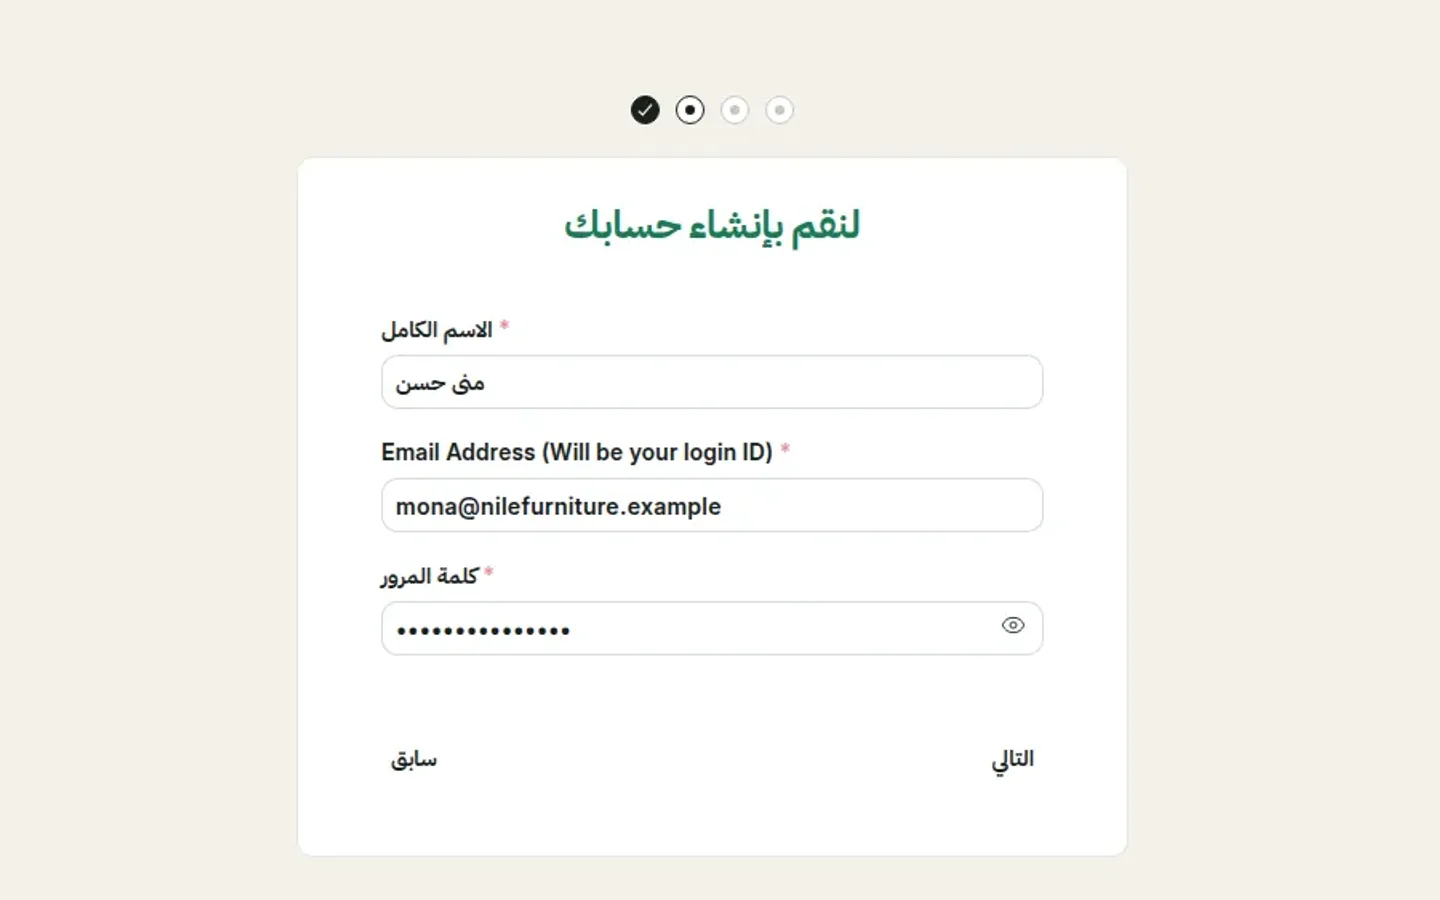 لنقم بإنشاء حسابك
الاسم الكامل *
منى حسن
Email Address (Will be your login ID) *
mona@nilefurniture.example
كلمة المرور *
•••••••••••••••
سابق
التالي